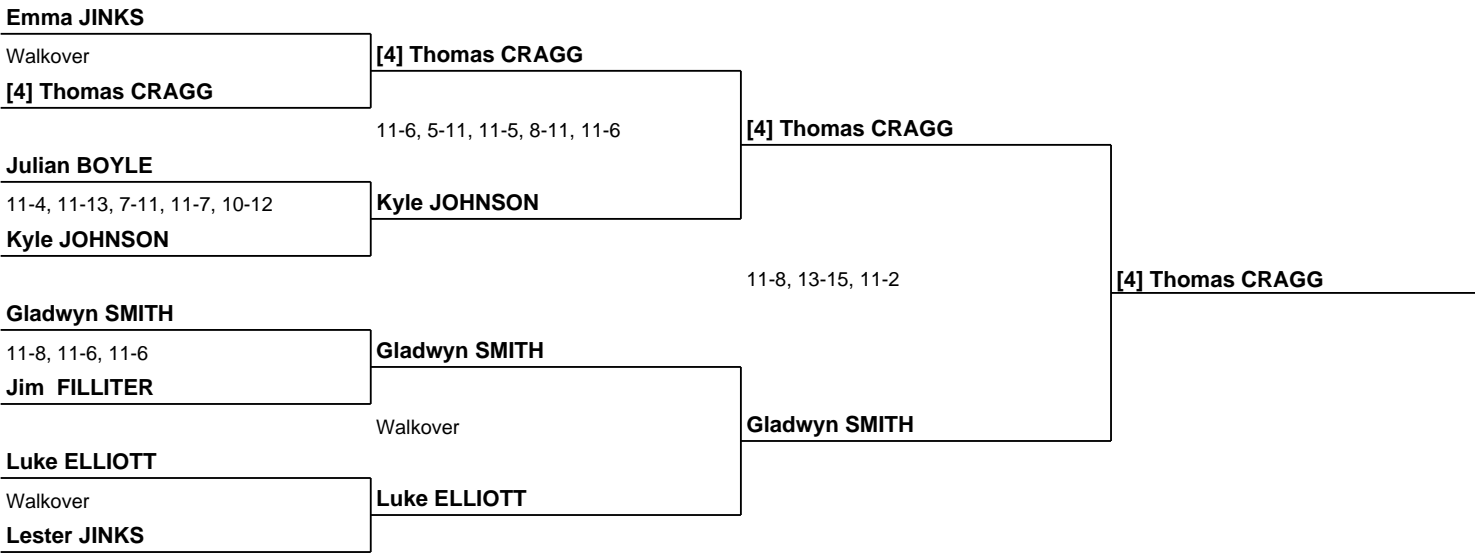 Emma JINKS
Walkover
[4] Thomas CRAGG
[4] Thomas CRAGG
11-6, 5-11, 11-5, 8-11, 11-6
[4] Thomas CRAGG
Julian BOYLE
11-4, 11-13, 7-11, 11-7, 10-12
Kyle JOHNSON
Kyle JOHNSON
11-8, 13-15, 11-2
[4] Thomas CRAGG
Gladwyn SMITH
11-8, 11-6, 11-6
Gladwyn SMITH
Jim FILLITER
Walkover
Gladwyn SMITH
Luke ELLIOTT
Walkover
Luke ELLIOTT
Lester JINKS